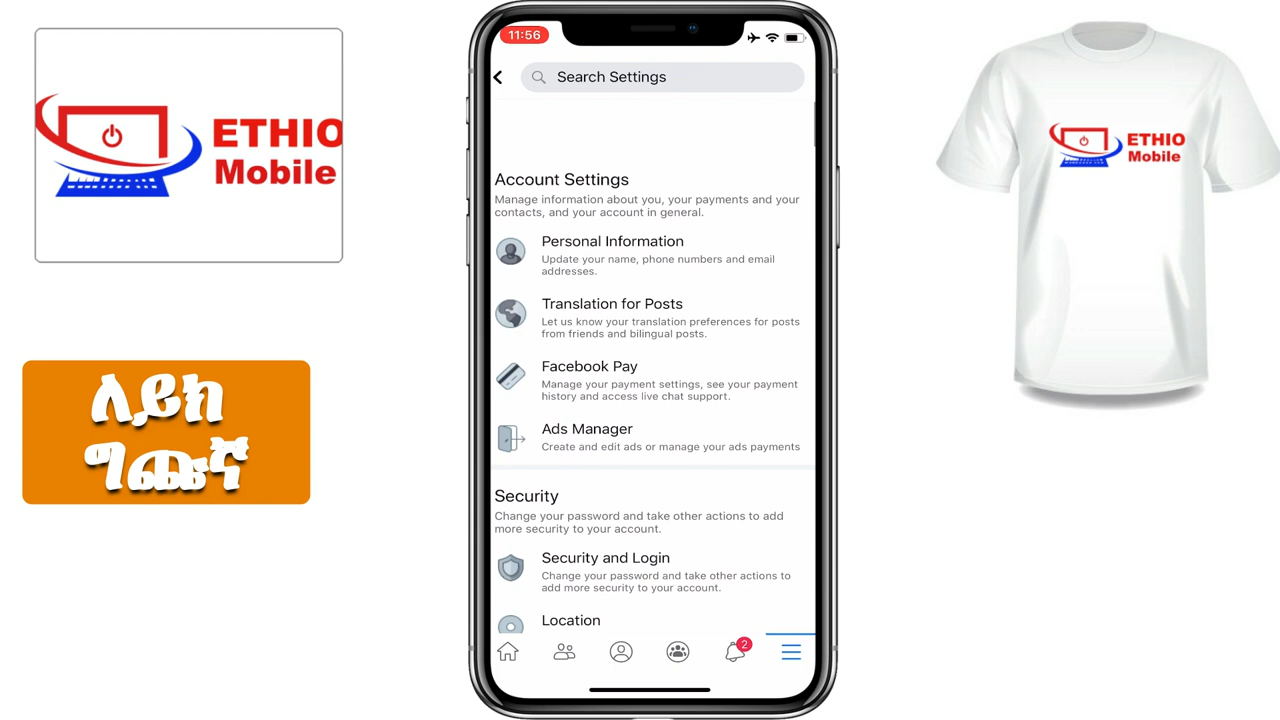 ETHIO
Mobile
ላይክ
ግጩኛ
11:56
Search Settings
Account Settings
Manage information about you, your payments and your
contacts, and your account in general.
Personal Information
Update your name, phone numbers and email
addresses.
Translation for Posts
Let us know your translation preferences for posts
from friends and bilingual posts.
Facebook Pay
Manage your payment settings, see your payment
history and access live chat support.
Ads Manager
Create and edit ads or manage your ads payments
Security
Change your password and take other actions to add
more security to your account.
Security and Login
Change your password and take other actions to
add more security to your account.
Location
2
ETHIO
Mobile